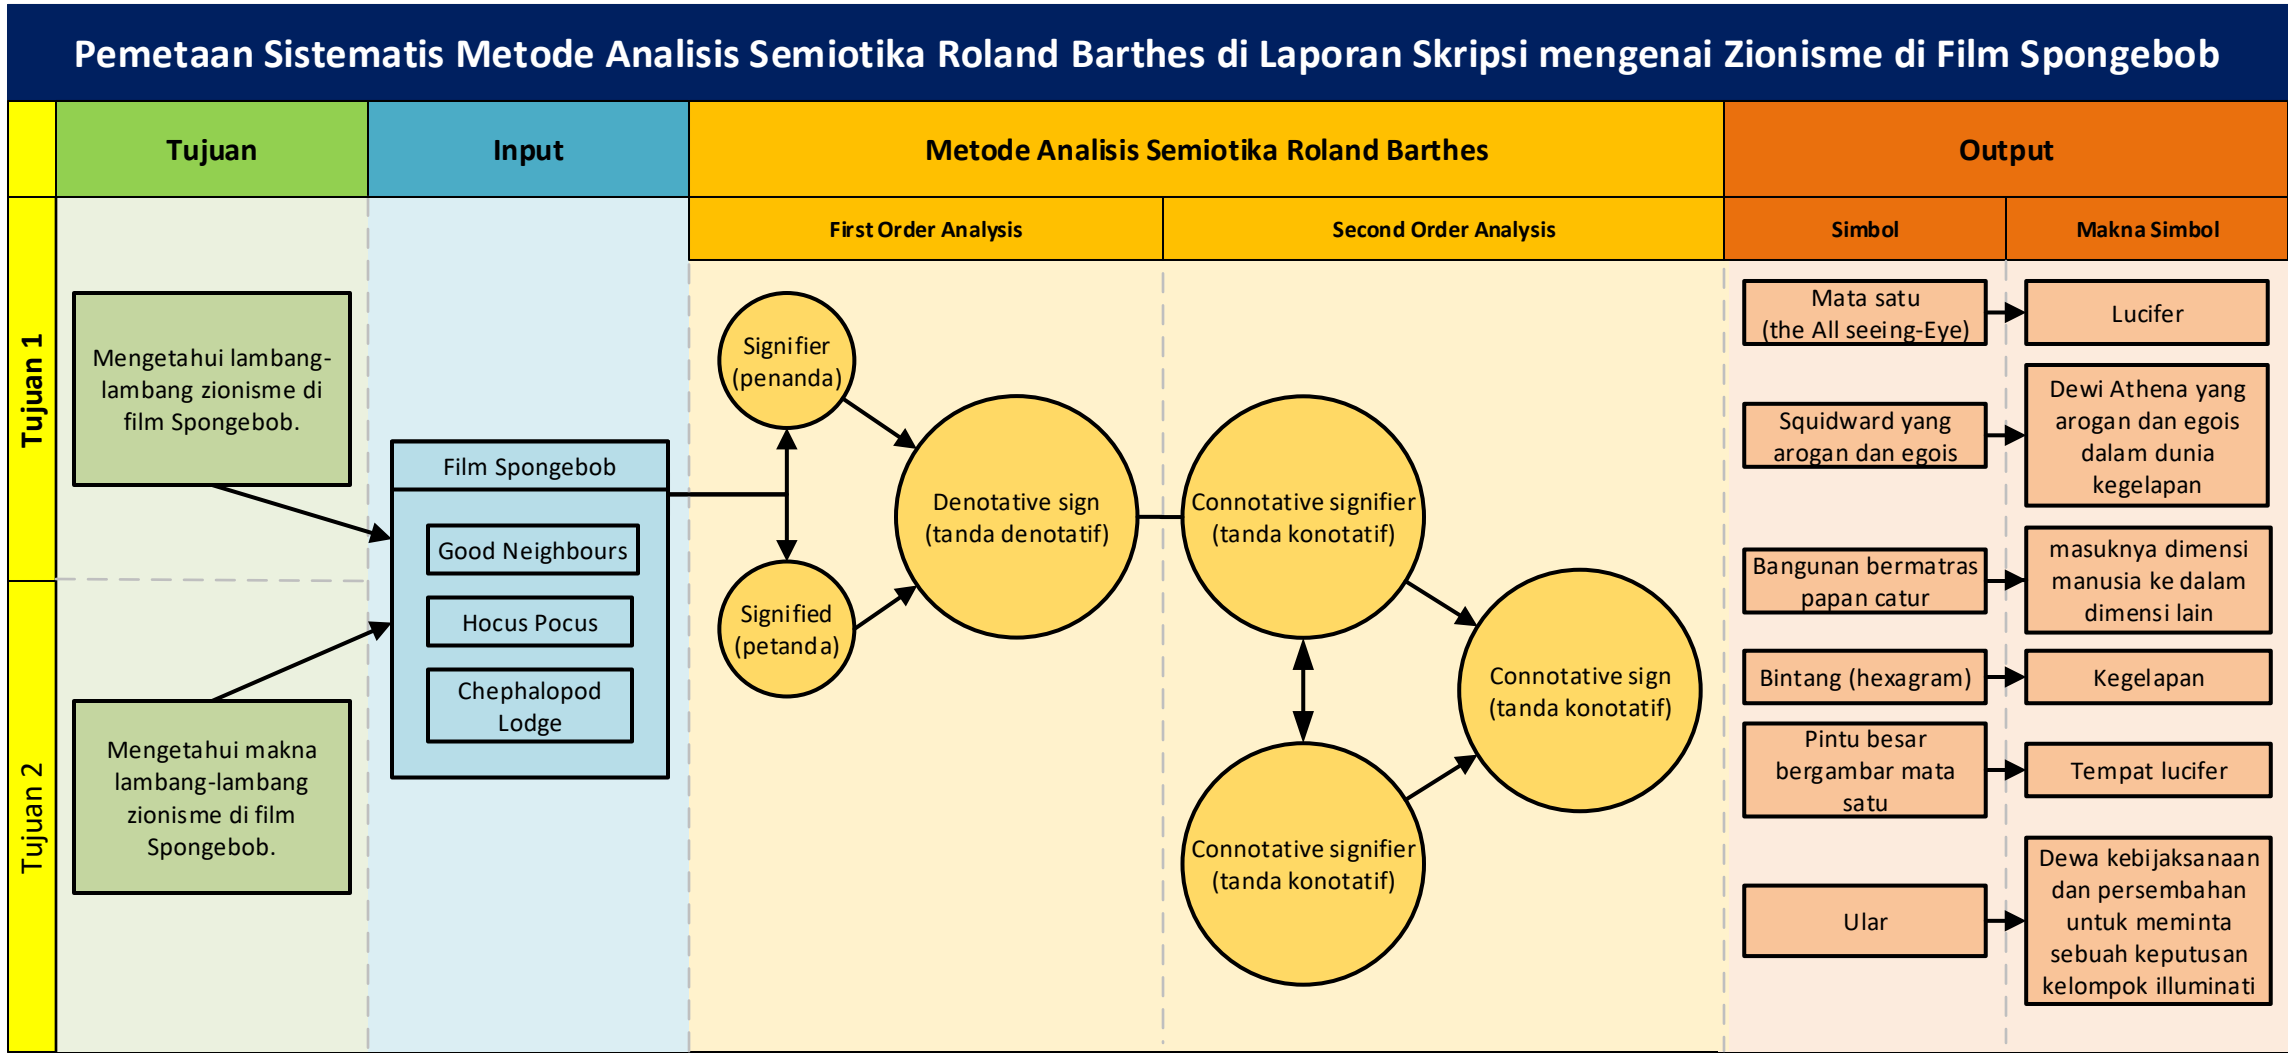 Pemetaan Sistematis Metode Analisis Semiotika Roland Barthes di Laporan Skripsi mengenai Zionisme di Film Spongebob
Tujuan
Input
Metode Analisis Semiotika Roland Barthes
Output
First Order Analysis
Second Order Analysis
Simbol
Makna Simbol
Tujuan 1
Mengetahui lambang-
lambang zionisme di
film Spongebob.
Tujuan 2
Mengetahui makna
lambang-lambang
zionisme di film
Spongebob.
Film Spongebob
Good Neighbours
Hocus Pocus
Chephalopod
Lodge
Signifier
(penanda)
Signified
(petanda)
Denotative sign
(tanda denotatif)
Connotative signifier
(tanda konotatif)
Connotative signifier
(tanda konotatif)
Connotative sign
(tanda konotatif)
Mata satu
(the All seeing-Eye)
Lucifer
Squidward yang
arogan dan egois
Dewi Athena yang
arogan dan egois
dalam dunia
kegelapan
Bangunan bermatras
papan catur
masuknya dimensi
manusia ke dalam
dimensi lain
Bintang (hexagram)
Kegelapan
Pintu besar
bergambar mata
satu
Tempat lucifer
Ular
Dewa kebijaksanaan
dan persembahan
untuk meminta
sebuah keputusan
kelompok illuminati